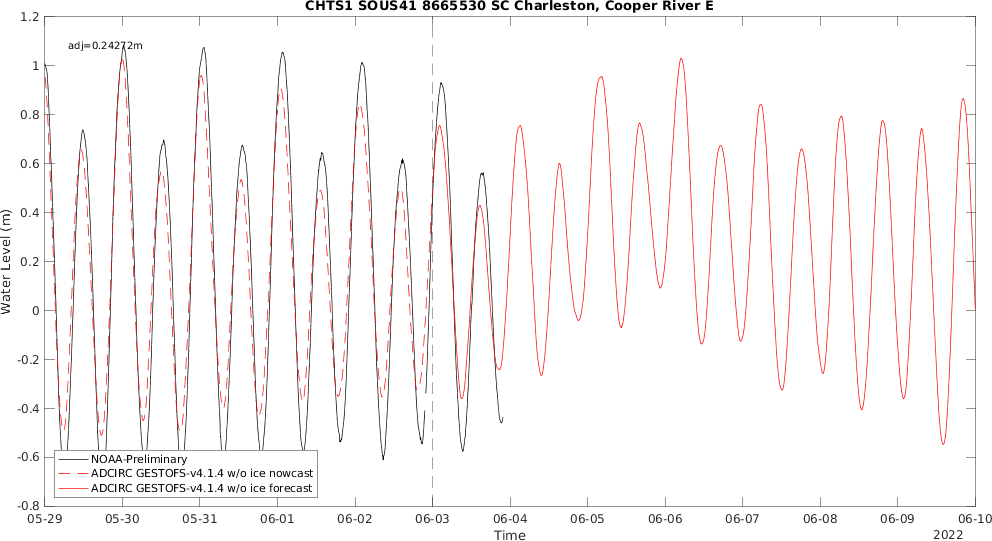 CHTS1 SOUS41 8665530 SC Charleston, Cooper River E
adj=0.24272m
1.2
1
0.8
0.6
0.4
0.2
0
-0.2
-0.4
-0.6
-0.8
Water Level (m)
NOAA-Preliminary
ADCIRC GESTOFS-v4.1.4 w/o ice nowcast
ADCIRC GESTOFS-v4.1.4 w/o ice forecast
05-29 05-30 05-31 06-01 06-02 06-03 06-04 06-05 06-06 06-07 06-08 06-09 06-10
Time
2022